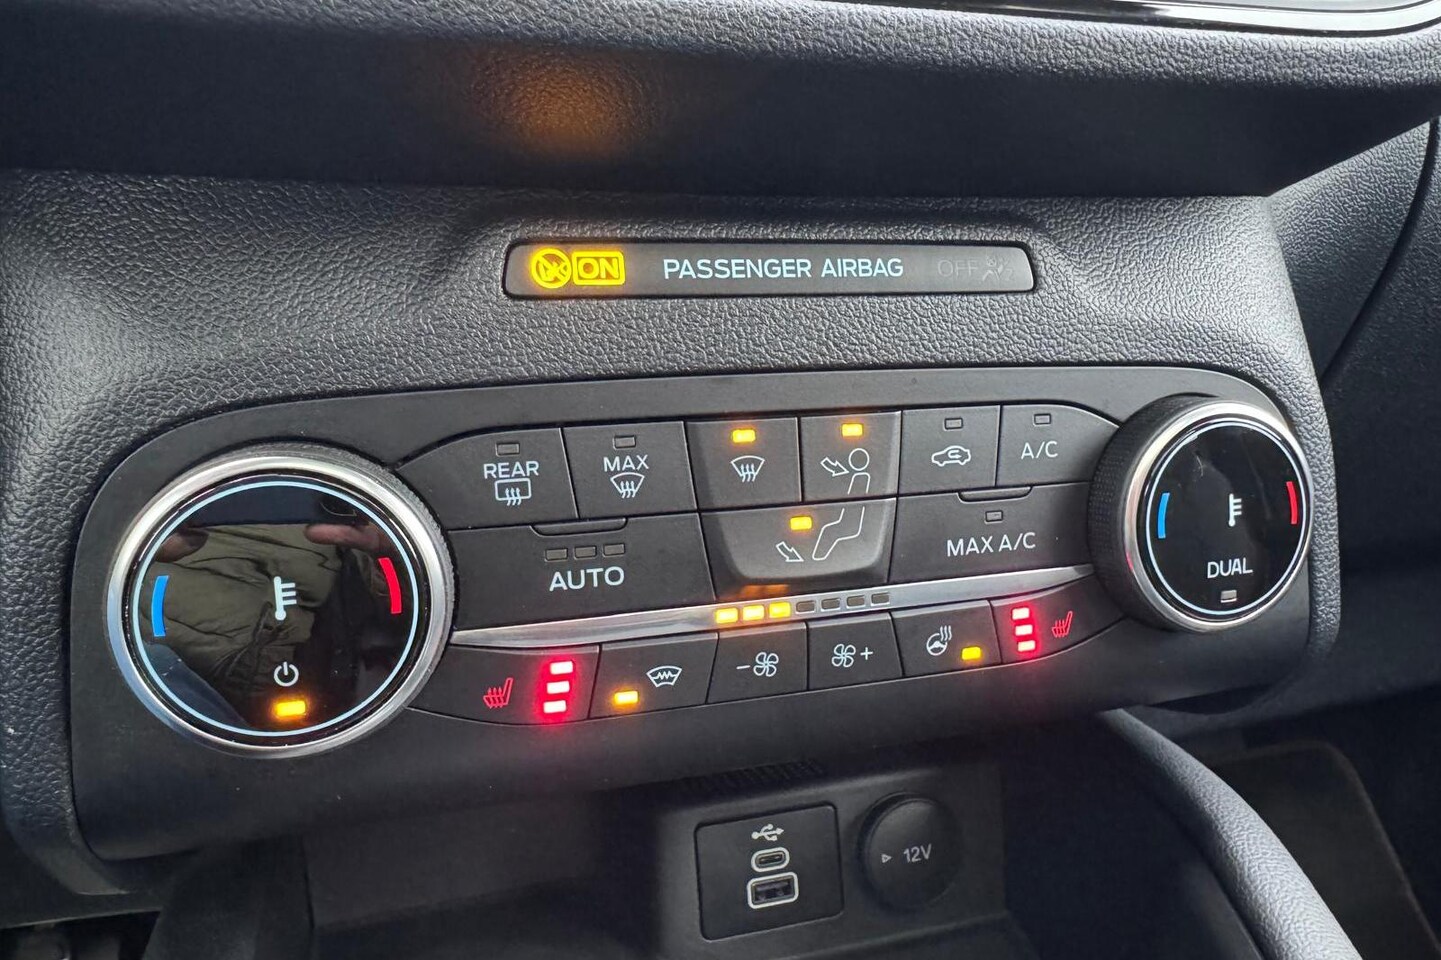 ON PASSENGER AIRBAG OFF
REAR
MAX
A/C
AUTO
MAX A/C
DUAL
- +
12V